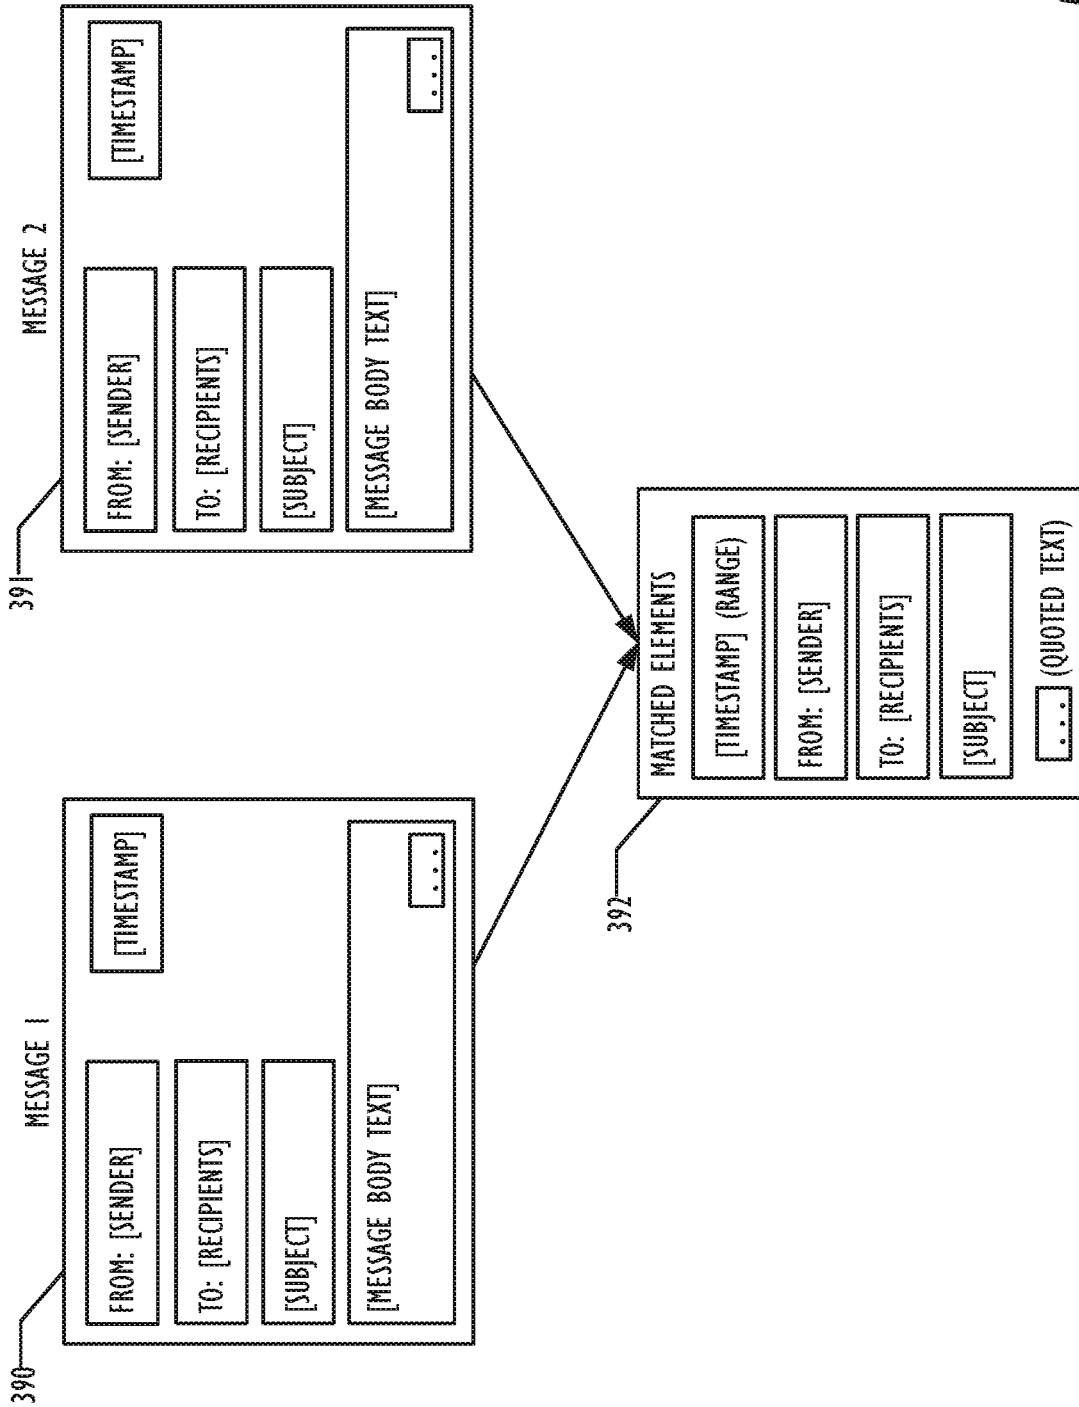 MESSAGE 1
390
FROM: [SENDER]
[TIMESTAMP]
TO: [RECIPIENTS]
[SUBJECT]
[MESSAGE BODY TEXT]
...
MESSAGE 2
391
FROM: [SENDER]
[TIMESTAMP]
TO: [RECIPIENTS]
[SUBJECT]
[MESSAGE BODY TEXT]
...
392
MATCHED ELEMENTS
[TIMESTAMP] (RANGE)
FROM: [SENDER]
TO: [RECIPIENTS]
[SUBJECT]
... (QUOTED TEXT)